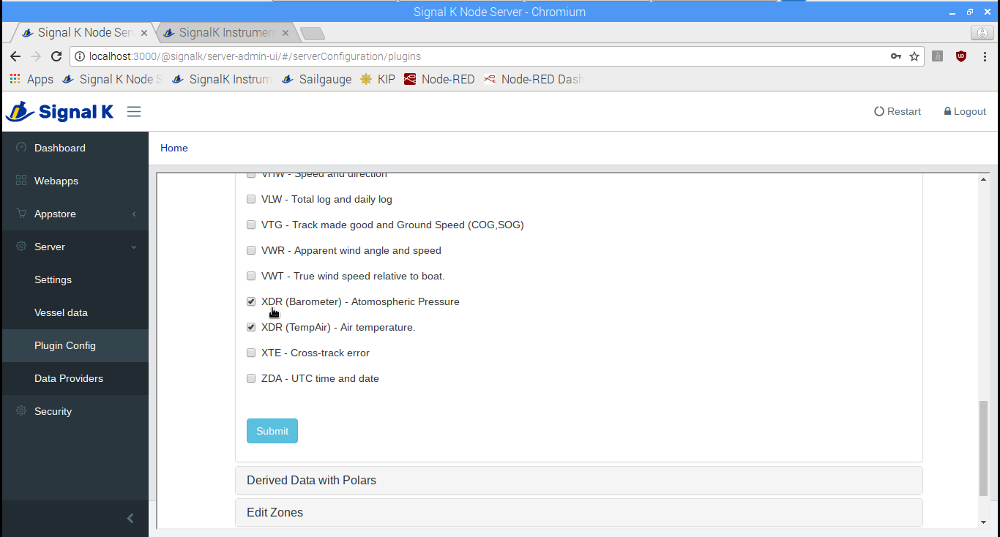 Signal K Node Server - Chromium
Signal K Node Ser
SignalK Instrumen
localhost:3000/@signalk/server-admin-ui/#/serverConfiguration/plugins
Apps
Signal K Node S
SignalK Instrum
Sailgauge
KIP
Node-RED
Node-RED Dash
Signal K
Restart
Logout
Dashboard
Webapps
Appstore
Server
Settings
Vessel data
Plugin Config
Data Providers
Security
Home
VHW - Speed and direction
VLW - Total log and daily log
VTG - Track made good and Ground Speed (COG,SOG)
VWR - Apparent wind angle and speed
VWT - True wind speed relative to boat.
XDR (Barometer) - Atomospheric Pressure
XDR (TempAir) - Air temperature.
XTE - Cross-track error
ZDA - UTC time and date
Submit
Derived Data with Polars
Edit Zones